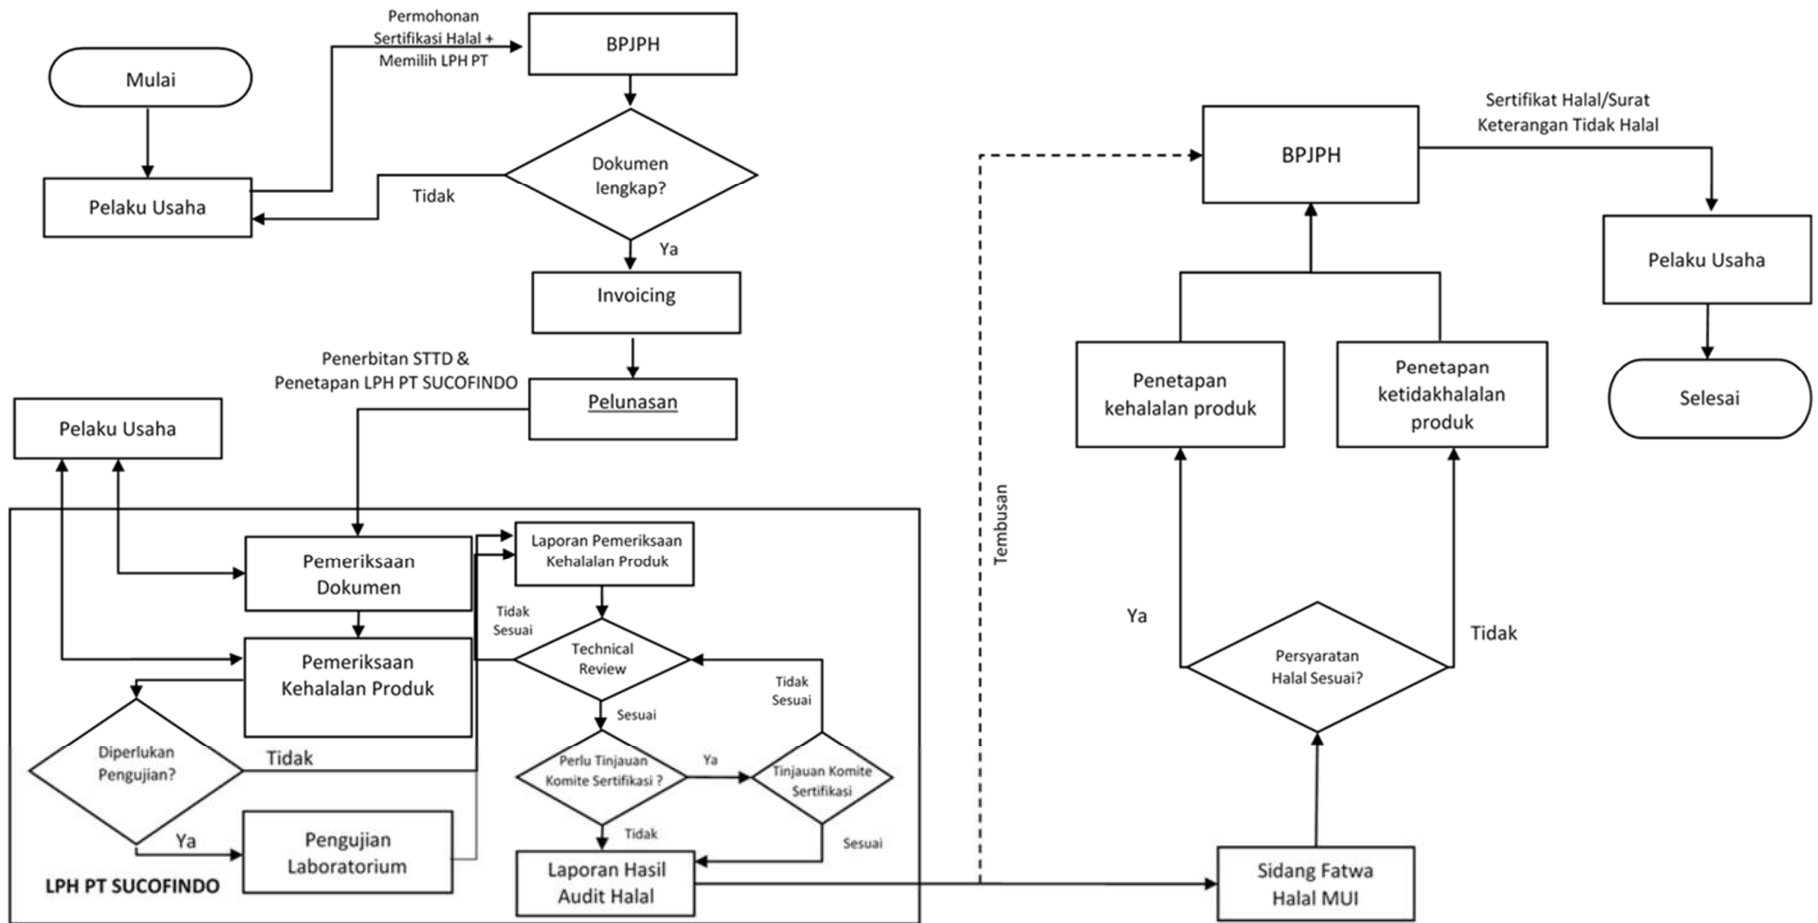 Mulai
Pelaku Usaha
Permohonan
Sertifikasi Halal +
Memilih LPH PT
BPJPH
Dokumen
lengkap?
Tidak
Ya
Invoicing
Penerbitan STTD &
Penetapan LPH PT SUCOFINDO
Pelunasan
Pelaku Usaha
Pemeriksaan
Dokumen
Pemeriksaan
Kehalalan Produk
Diperlukan
Pengujian?
Tidak
Ya
Pengujian
Laboratorium
LPH PT SUCOFINDO
Laporan Pemeriksaan
Kehalalan Produk
Tidak
Sesuai
Technical
Review
Sesuai
Tidak
Sesuai
Perlu Tinjauan
Komite Sertifikasi ?
Ya
Tinjauan Komite
Sertifikasi
Tidak
Sesuai
Laporan Hasil
Audit Halal
Tembusan
Sidang Fatwa
Halal MUI
Persyaratan
Halal Sesuai?
Ya
Tidak
Penetapan
kehalalan produk
Penetapan
ketidakhalalan
produk
BPJPH
Sertifikat Halal/Surat
Keterangan Tidak Halal
Pelaku Usaha
Selesai